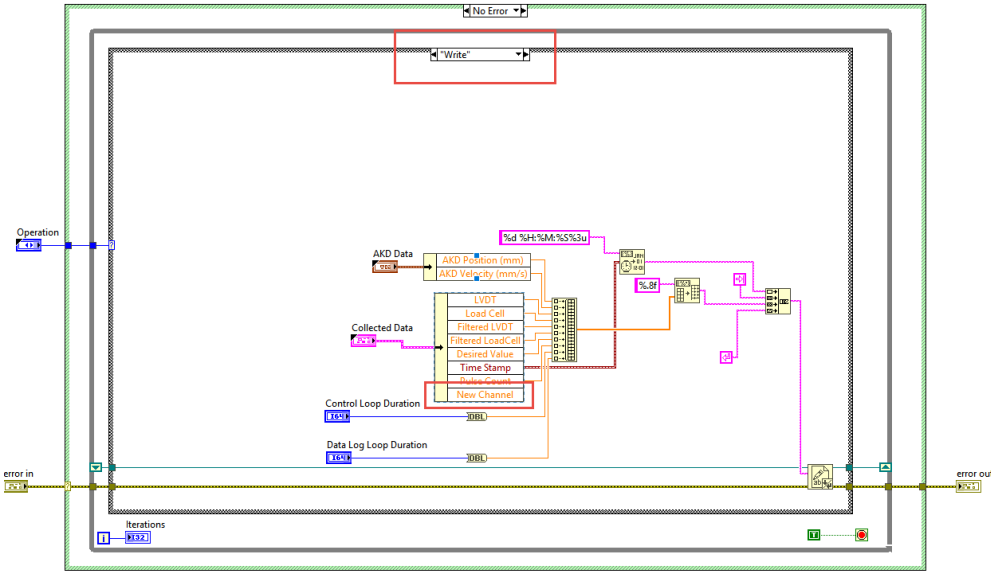 No Error
"Write"
Operation
%d %H:%M:%S%3u
AKD Data
AKD Position (mm)
AKD Velocity (mm/s)
%.8f
LVDT
Load Cell
Filtered LVDT
Collected Data
Filtered LoadCell
Desired Value
Time Stamp
Pulse Count
New Channel
Control Loop Duration
I64
DBL
Data Log Loop Duration
I64
DBL
error in
error out
Iterations
i
I32
T